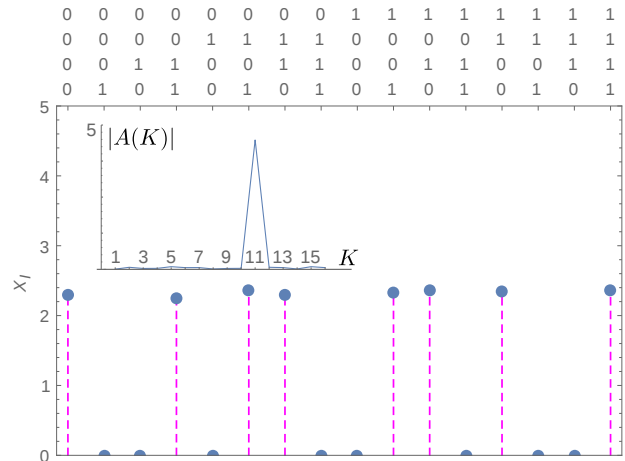 0 0 0 0 0 0 0 0 1 1 1 1 1 1 1 1
0 0 0 0 1 1 1 1 0 0 0 0 1 1 1 1
0 0 1 1 0 0 1 1 0 0 1 1 0 0 1 1
0 1 0 1 0 1 0 1 0 1 0 1 0 1 0 1
5
5 |A(K)|
4
3
1 3 5 7 9 11 13 15 K
x_I
2
1
0